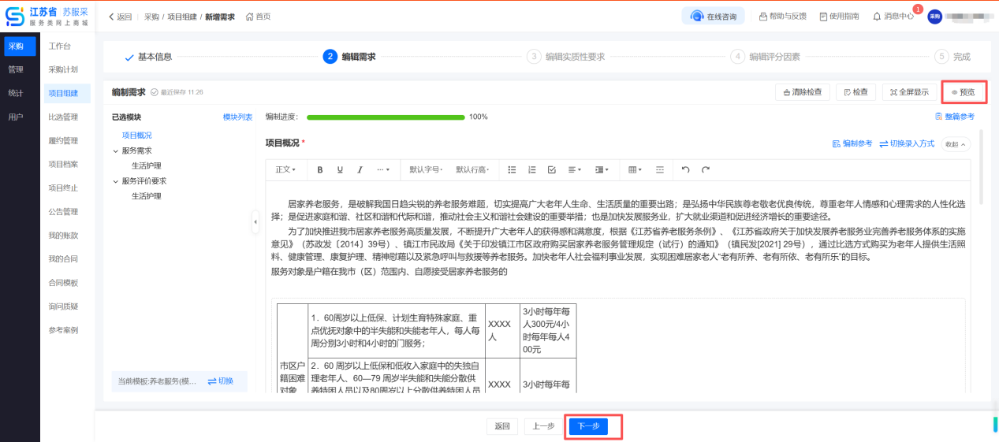 江苏省 苏服采
服务类网上商城
返回 采购 / 项目组建 / 新增需求 首页
在线咨询 帮助与反馈 使用指南 消息中心 1 采购
采购
管理
统计
用户
工作台
采购计划
项目组建
比选管理
履约管理
项目档案
项目终止
公告管理
我的账款
我的合同
合同模板
询问质疑
参考案例
基本信息 2 编辑需求 3 编辑实质性要求 4 编辑评分因素 5 完成
编制需求 最近保存 11:26 清除检查 检查 全屏显示 预览
已选模块 模块列表
项目概况
服务需求
生活护理
服务评价要求
生活护理
当前模板:养老服务(模... 切换
编制进度： 100% 整篇参考
项目概况 * 编制参考 切换录入方式 收起
正文 B U I ... 默认字号 默认行高
居家养老服务，是破解我国日趋尖锐的养老服务难题，切实提高广大老年人生命、生活质量的重要出路；是弘扬中华民族尊老敬老优良传统，尊重老年人情感和心理需求的人性化选
择；是促进家庭和谐、社区和谐和代际和谐，推动社会主义和谐社会建设的重要举措；也是加快发展服务业，扩大就业渠道和促进经济增长的重要途径。
为了加快推进我市居家养老服务高质量发展，不断提升广大老年人的获得感和满意度，根据《江苏省养老服务条例》、《江苏省政府关于加快发展养老服务业完善养老服务体系的实施
意见》（苏政发〔2014〕39号）、镇江市民政局《关于印发镇江市区政府购买居家养老服务管理规定（试行）的通知》（镇民发[2021] 29号），通过比选方式购买为老年人提供生活照
料、健康管理、康复护理、精神慰藉以及紧急呼叫与救援等养老服务。加快老年人社会福利事业发展，实现困难居家老人“老有所养、老有所依、老有所乐”的目标。
服务对象是户籍在我市（区）范围内、自愿接受居家养老服务的
市区户
籍困难
对象
1．60周岁以上低保、计划生育特殊家庭、重
点优抚对象中的半失能和失能老年人，每人每
周分别3小时和4小时的门服务；
XXXX
人
3小时每年每
人300元/4小
时每年每人4
00元
2．60 周岁以上低保和低收入家庭中的失独自
理老年人、60—79 周岁半失能和失能分散供
养特困人员以及80周岁以上分散供养特困人员
XXXX
3小时每年每
返回 上一步 下一步